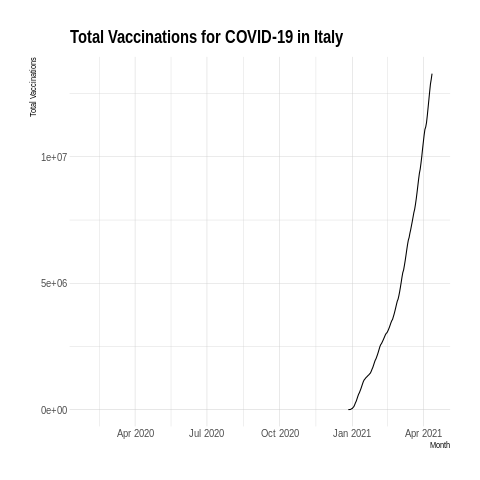 Total Vaccinations for COVID-19 in Italy
Total Vaccinations
1e+07
5e+06
0e+00
Apr 2020 Jul 2020 Oct 2020 Jan 2021 Apr 2021
Month